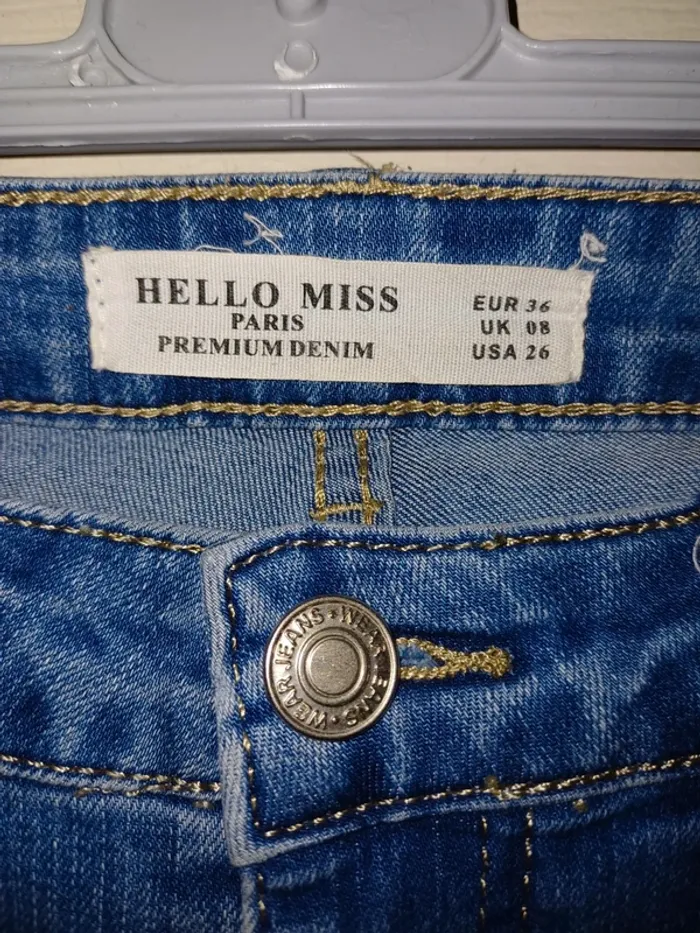 HELLO MISS
PARIS
PREMIUM DENIM
EUR 36
UK 08
USA 26
WEAR JEANS • WEAR JEANS •